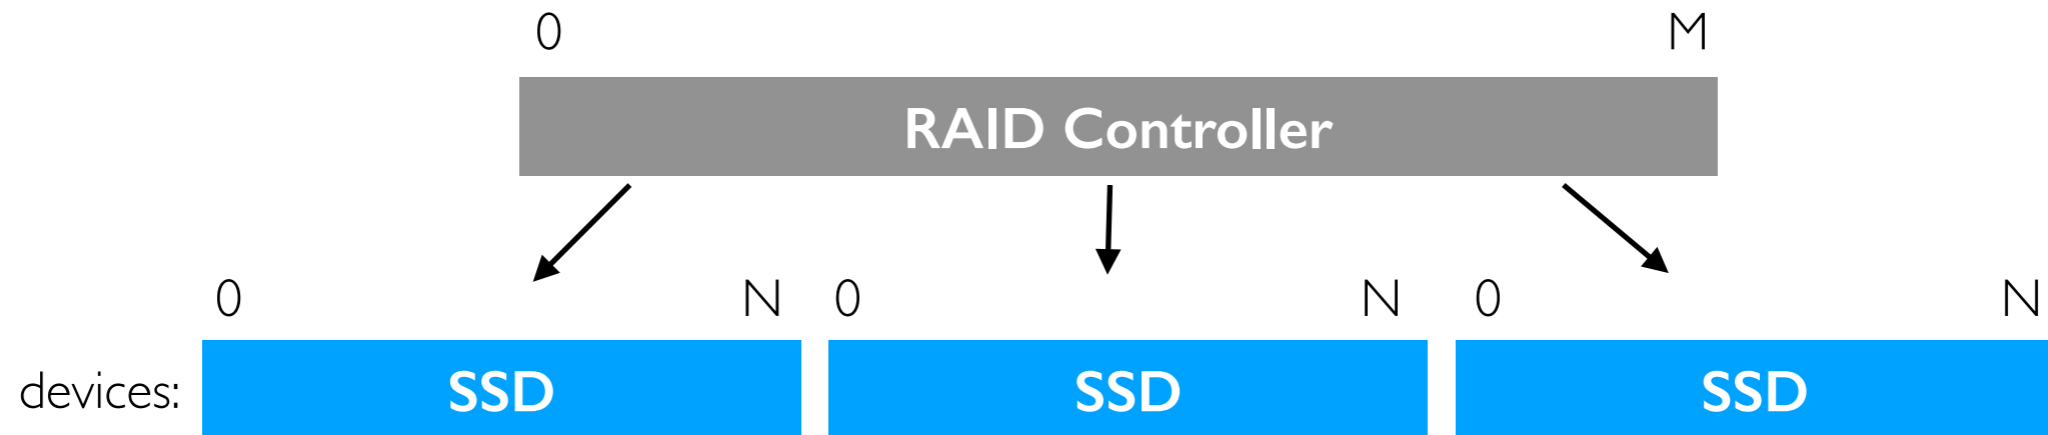 0 M
RAID Controller
0 N 0 N 0 N
devices: SSD SSD SSD